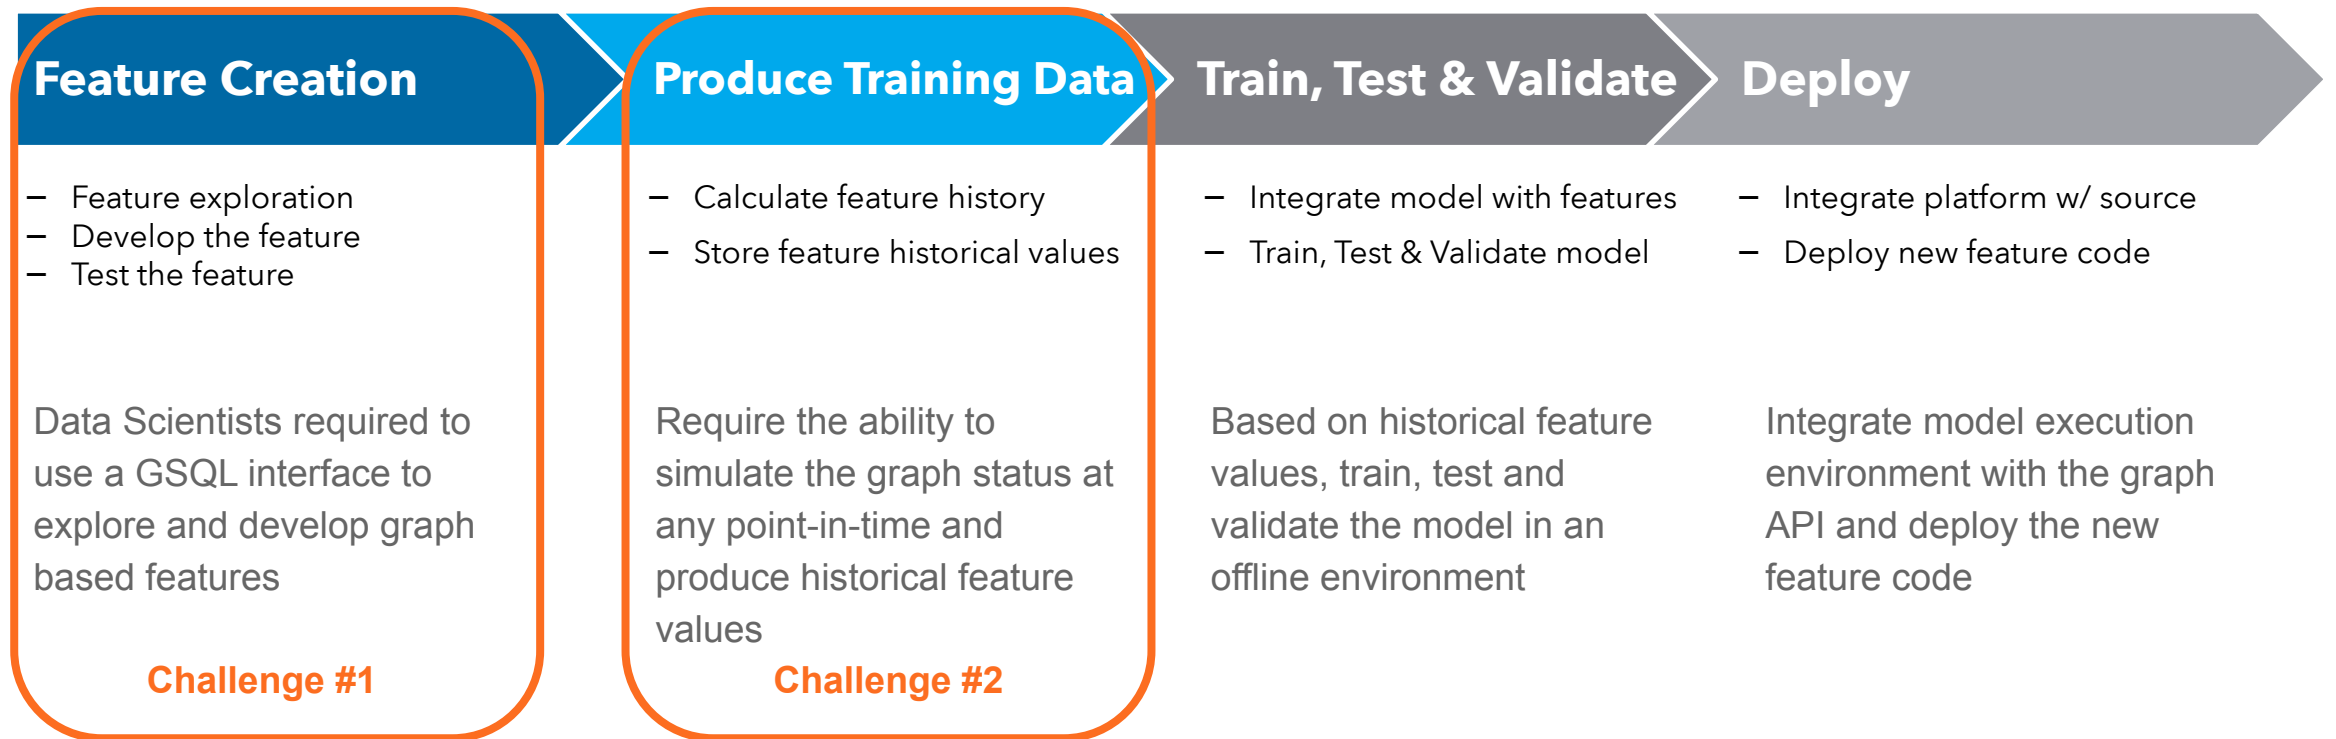 Feature Creation
Produce Training Data
Train, Test & Validate
Deploy
– Feature exploration
– Develop the feature
– Test the feature
– Calculate feature history
– Store feature historical values
– Integrate model with features
– Train, Test & Validate model
– Integrate platform w/ source
– Deploy new feature code
Data Scientists required to
use a GSQL interface to
explore and develop graph
based features
Challenge #1
Require the ability to
simulate the graph status at
any point-in-time and
produce historical feature
values
Challenge #2
Based on historical feature
values, train, test and
validate the model in an
offline environment
Integrate model execution
environment with the graph
API and deploy the new
feature code